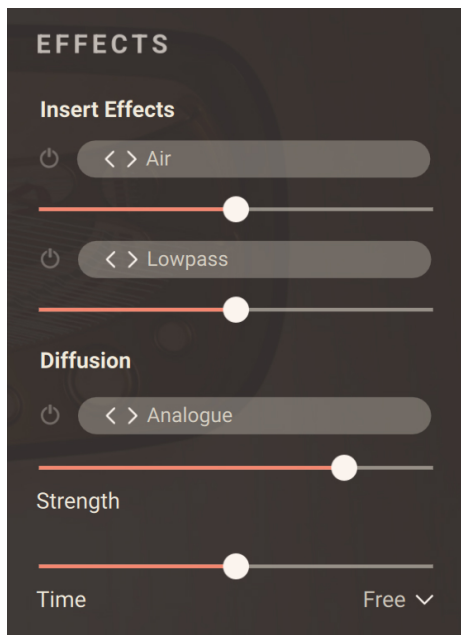 EFFECTS
Insert Effects
Air
Lowpass
Diffusion
Analogue
Strength
Time Free